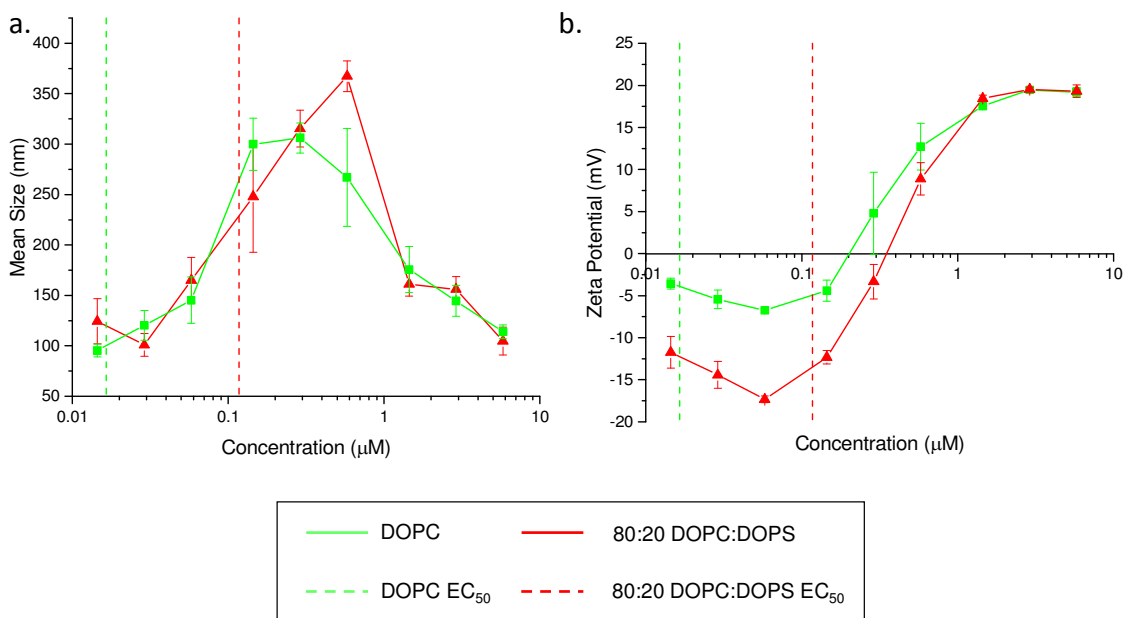 a.
400
350
300
250
200
150
100
50
Mean Size (nm)
0.01
0.1
1
10
Concentration (μM)
b.
25
20
15
10
5
0
-5
-10
-15
-20
Zeta Potential (mV)
0.01
0.1
1
10
Concentration (μM)
DOPC
80:20 DOPC:DOPS
DOPC EC₅₀
80:20 DOPC:DOPS EC₅₀